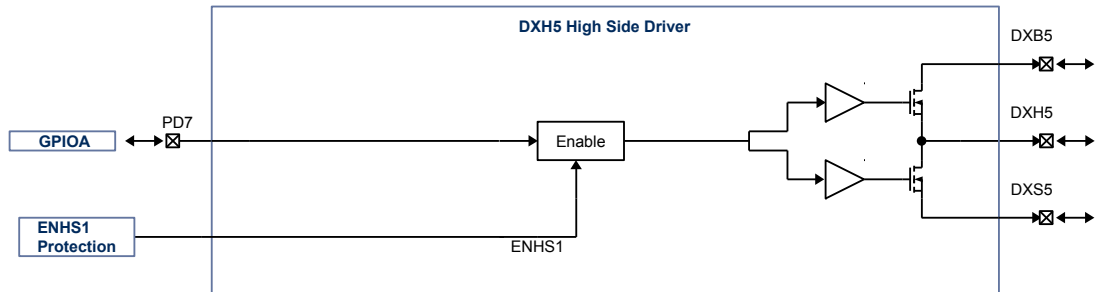 DXH5 High Side Driver
DXB5
PD7
DXH5
GPIOA
Enable
DXS5
ENHS1
Protection
ENHS1